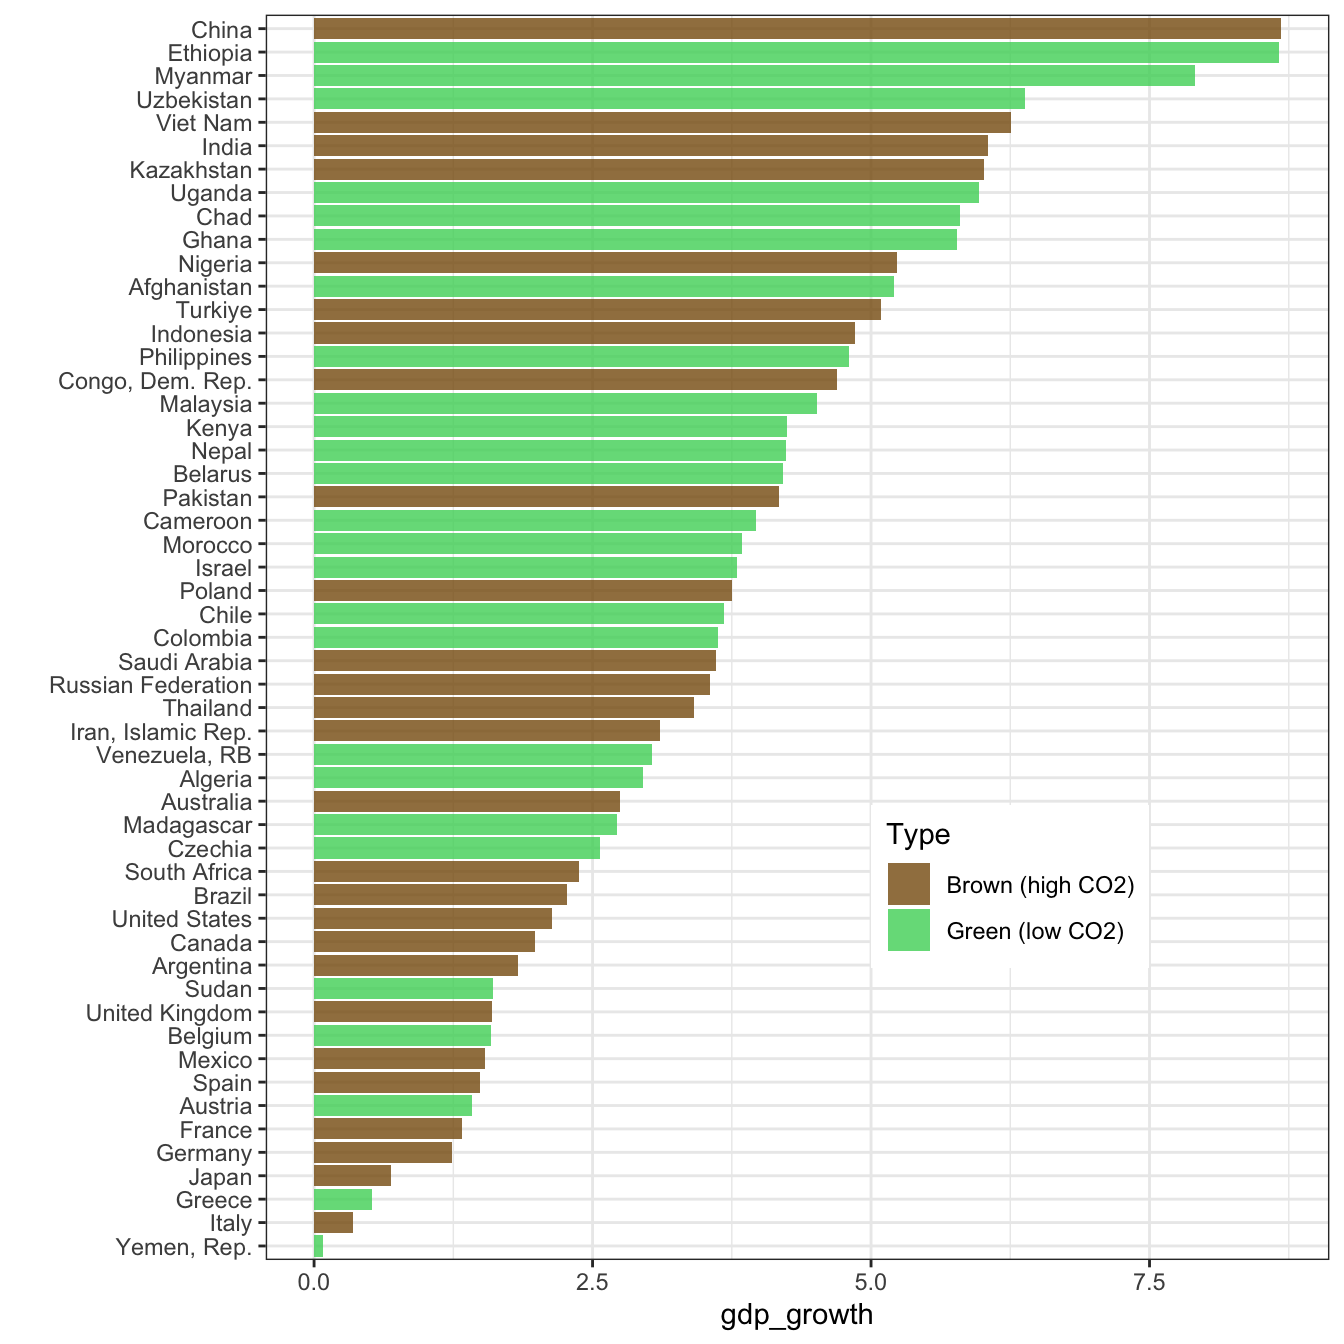 China
Ethiopia
Myanmar
Uzbekistan
Viet Nam
India
Kazakhstan
Uganda
Chad
Ghana
Nigeria
Afghanistan
Turkiye
Indonesia
Philippines
Congo, Dem. Rep.
Malaysia
Kenya
Nepal
Belarus
Pakistan
Cameroon
Morocco
Israel
Poland
Chile
Colombia
Saudi Arabia
Russian Federation
Thailand
Iran, Islamic Rep.
Venezuela, RB
Algeria
Australia
Madagascar
Czechia
South Africa
Brazil
United States
Canada
Argentina
Sudan
United Kingdom
Belgium
Mexico
Spain
Austria
France
Germany
Japan
Greece
Italy
Yemen, Rep.
Type
Brown (high CO2)
Green (low CO2)
0.0 2.5 5.0 7.5
gdp_growth